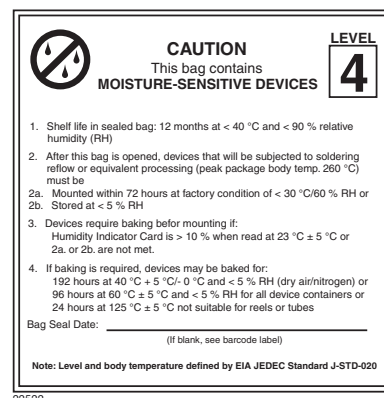 LEVEL
CAUTION
This bag contains
MOISTURE-SENSITIVE DEVICES
4
1. Shelf life in sealed bag: 12 months at < 40 °C and < 90 % relative
humidity (RH)
2. After this bag is opened, devices that will be subjected to soldering
reflow or equivalent processing (peak package body temp. 260 °C)
must be
2a. Mounted within 72 hours at factory condition of < 30 °C/60 % RH or
2b. Stored at < 5 % RH
3. Devices require baking befor mounting if:
Humidity Indicator Card is > 10 % when read at 23 °C ± 5 °C or
2a. or 2b. are not met.
4. If baking is required, devices may be baked for:
192 hours at 40 °C + 5 °C/- 0 °C and < 5 % RH (dry air/nitrogen) or
96 hours at 60 °C ± 5 °C and < 5 % RH for all device containers or
24 hours at 125 °C ± 5 °C not suitable for reels or tubes
Bag Seal Date:
(If blank, see barcode label)
Note: Level and body temperature defined by EIA JEDEC Standard J-STD-020